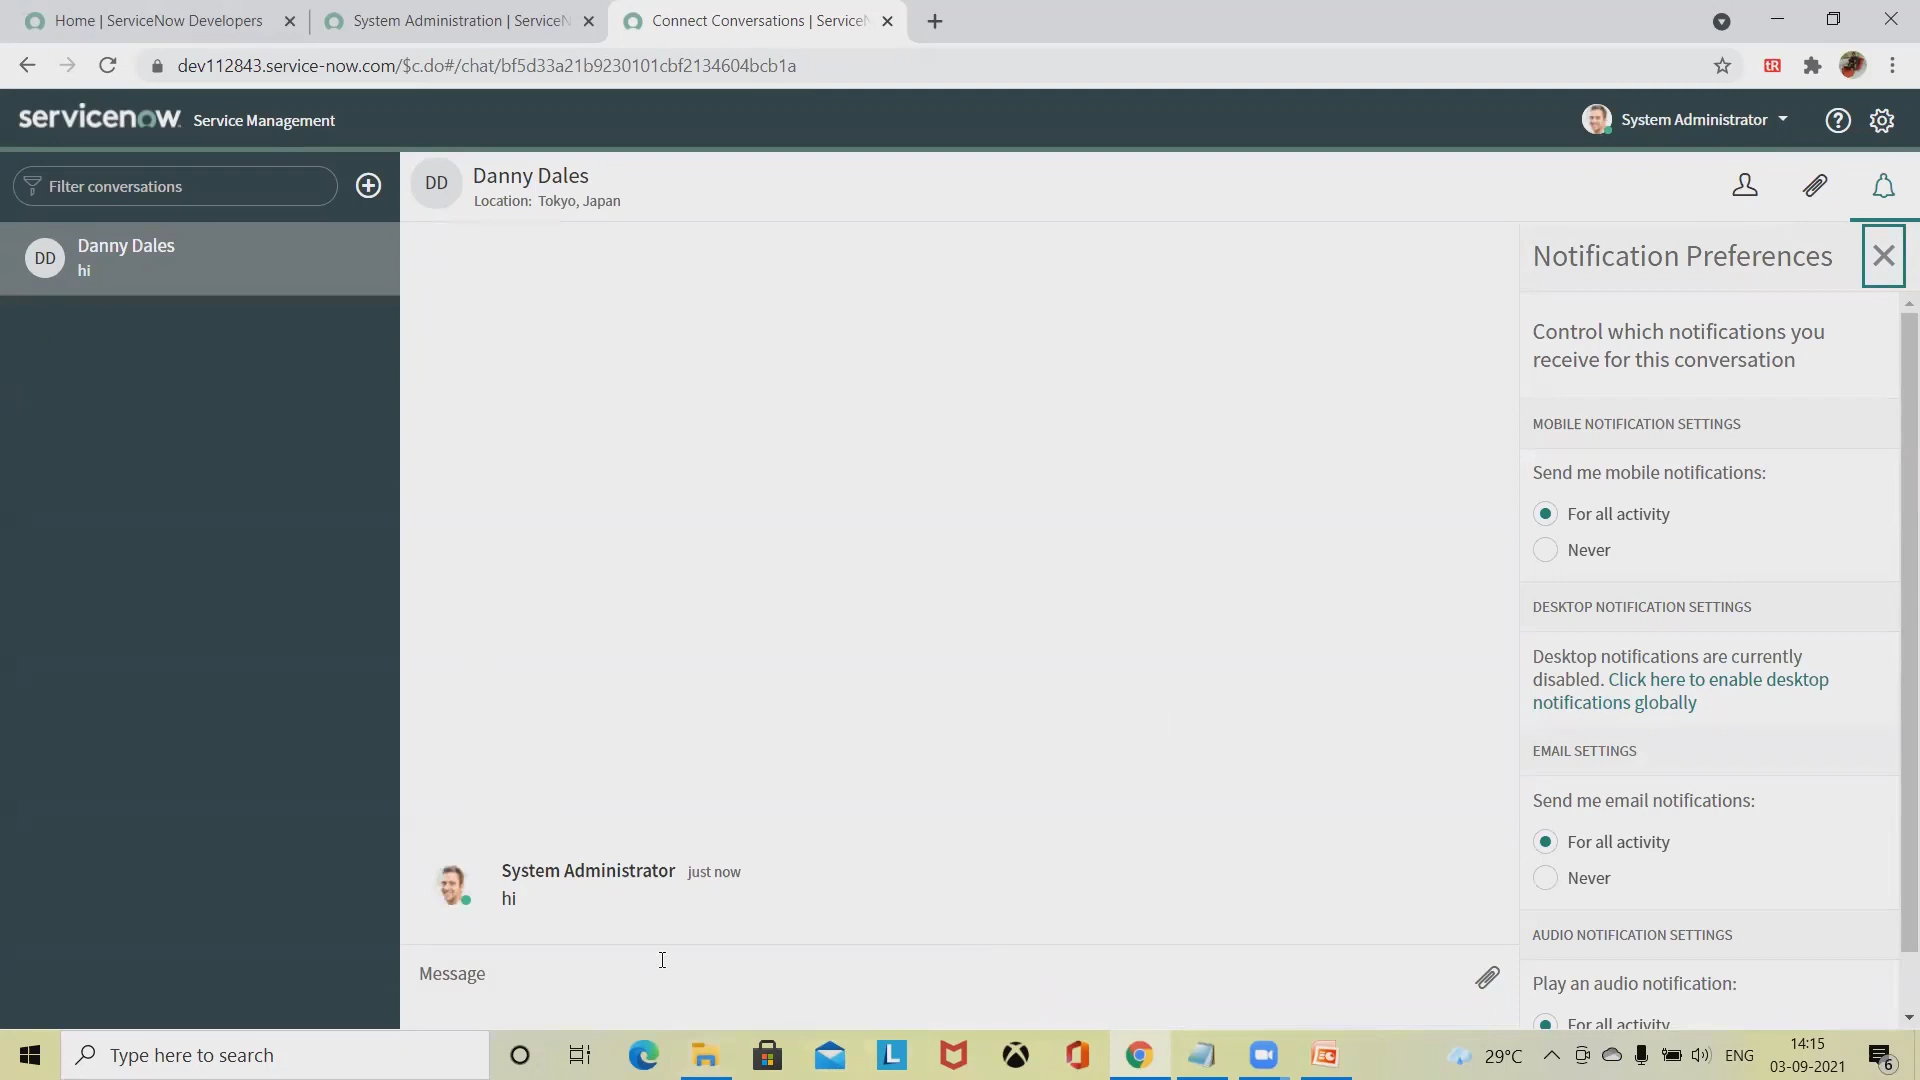 Home | ServiceNow Developers
System Administration | ServiceN
Connect Conversations | ServiceN
dev112843.service-now.com/$c.do#/chat/bf5d33a21b9230101cbf2134604bcb1a
tR
servicenow Service Management
System Administrator
Filter conversations
DD
Danny Dales
hi
DD
Danny Dales
Location: Tokyo, Japan
Notification Preferences
Control which notifications you
receive for this conversation
MOBILE NOTIFICATION SETTINGS
Send me mobile notifications:
For all activity
Never
DESKTOP NOTIFICATION SETTINGS
Desktop notifications are currently
disabled. Click here to enable desktop
notifications globally
EMAIL SETTINGS
Send me email notifications:
For all activity
Never
AUDIO NOTIFICATION SETTINGS
Play an audio notification:
For all activity
System Administrator just now
hi
Message
Type here to search
L
29°C
ENG
14:15
03-09-2021
6